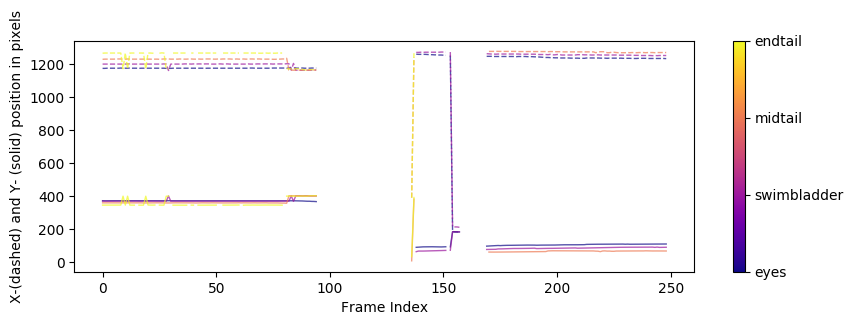 X-(dashed) and Y- (solid) position in pixels
1200
1000
800
600
400
200
0
0 50 100 150 200 250
Frame Index
endtail
midtail
swimbladder
eyes